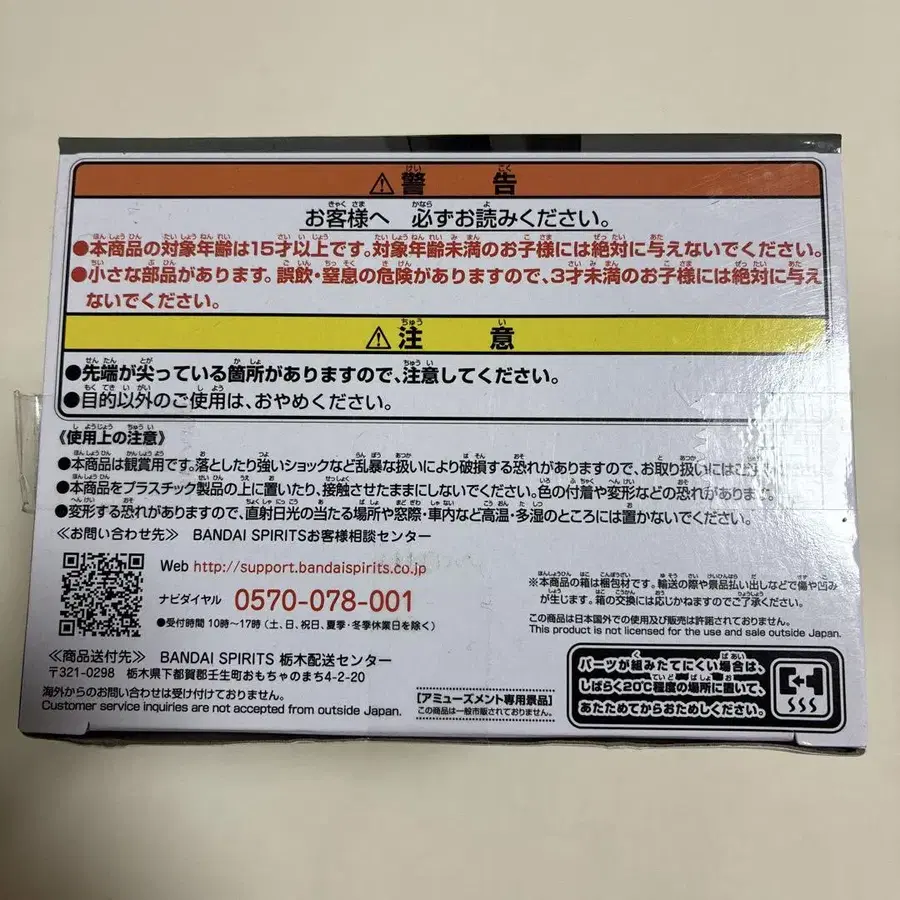 ⚠警告
お客様へ 必ずお読みください。
●本商品の対象年齢は15才以上です。対象年齢未満のお子様には絶対に与えないでください。
●小さな部品があります。誤飲・窒息の危険がありますので、3才未満のお子様には絶対に与え
ないでください。
⚠注意
●先端が尖っている箇所がありますので、注意してください。
●目的以外のご使用は、おやめください。
《使用上の注意》
●本商品は観賞用です。落としたり強いショックなど乱暴な扱いにより破損する恐れがありますので、お取り扱いにはご
●本商品をプラスチック製品の上に置いたり、接触させたままにしないでください。色の付着や変形などの恐れがあります。
●変形する恐れがありますので、直射日光の当たる場所や窓際・車内など高温・多湿のところには置かないでください。
≪お問い合わせ先≫ BANDAI SPIRITSお客様相談センター
Web http://support.bandaispirits.co.jp
ナビダイヤル 0570-078-001
●受付時間 10時〜17時 (土、日、祝日、夏季・冬季休業日を除く)
※本商品の箱は梱包材です。輸送の際や景品払い出しなどで傷や凹み
が生じます。箱の交換には応じかねますのでご了承ください。
この商品は日本国外での使用及び販売は許諾されておりません。
This product is not licensed for the use and sale outside Japan.
≪商品送付先≫ BANDAI SPIRITS 栃木配送センター
〒321-0298 栃木県下都賀郡壬生町おもちゃのまち4-2-20
海外からのお問い合わせは受け付けておりません。
Customer service inquiries are not accepted from outside Japan.
[アミューズメント専用景品]
この商品は一般市販されておりません。
パーツが組みたてにくい場合は、
しばらく20℃程度の場所に置いて、
あたためてからおためしください。